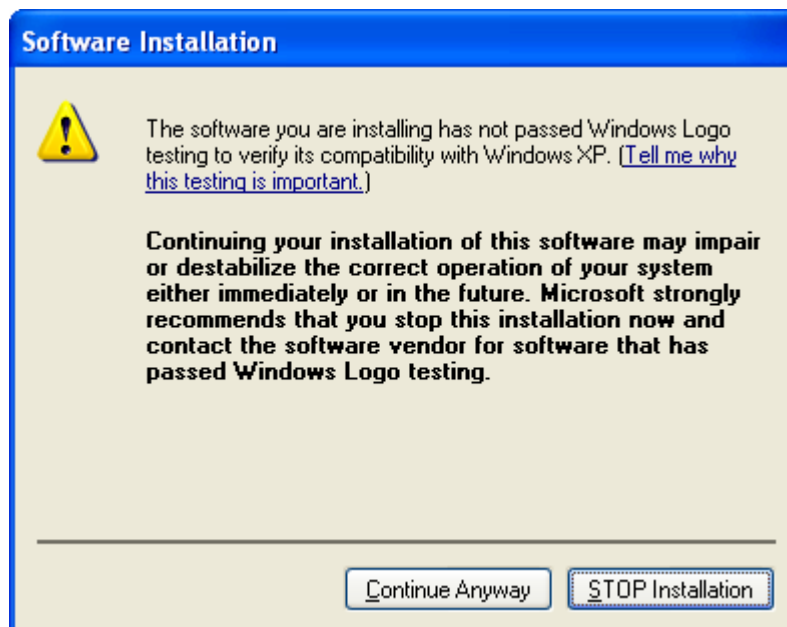 Software Installation
The software you are installing has not passed Windows Logo
testing to verify its compatibility with Windows XP. (Tell me why
this testing is important.)
Continuing your installation of this software may impair
or destabilize the correct operation of your system
either immediately or in the future. Microsoft strongly
recommends that you stop this installation now and
contact the software vendor for software that has
passed Windows Logo testing.
Continue Anyway
STOP Installation